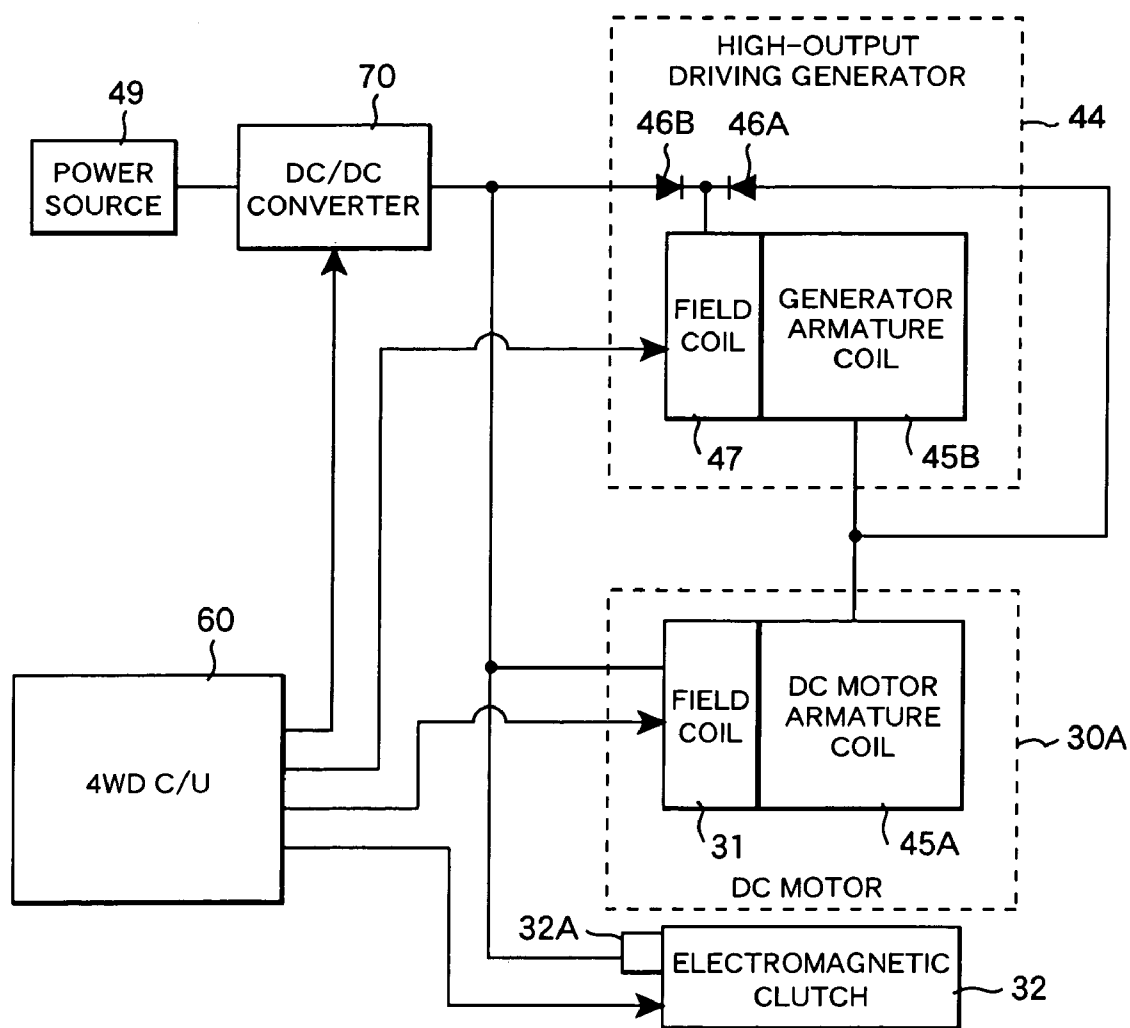 HIGH-OUTPUT
DRIVING GENERATOR
44
49
70
46B
46A
POWER
SOURCE
DC/DC
CONVERTER
FIELD
COIL
GENERATOR
ARMATURE
COIL
47
45B
60
4WD C/U
FIELD
COIL
DC MOTOR
ARMATURE
COIL
30A
31
45A
DC MOTOR
32A
ELECTROMAGNETIC
CLUTCH
32